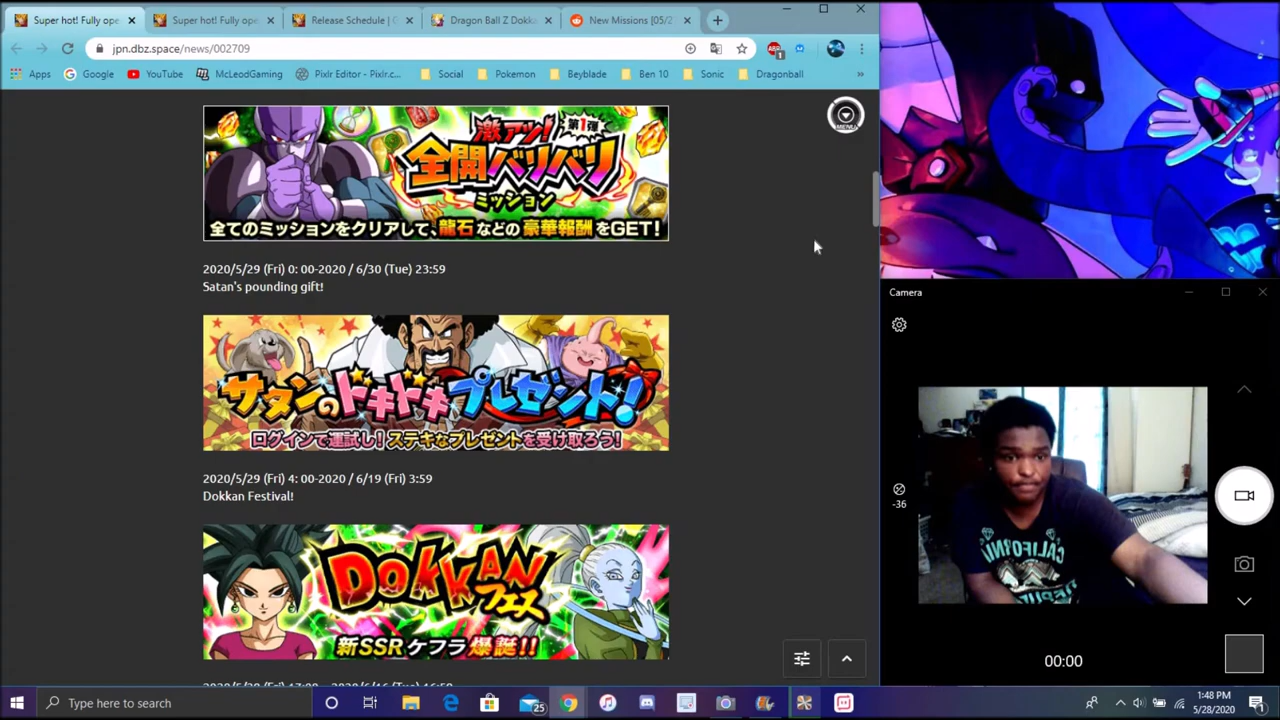 Super hot! Fully ope
Super hot! Fully ope
Release Schedule | 
Dragon Ball Z Dokka
New Missions [05/2
jpn.dbz.space/news/002709
Apps
Google
YouTube
McLeodGaming
Pixlr Editor - Pixlr.c...
Social
Pokemon
Beyblade
Ben 10
Sonic
Dragonball
»
MENU
激アツ! 第1弾
全開バリバリ
ミッション
全てのミッションをクリアして、龍石などの豪華報酬をGET!
2020/5/29 (Fri) 0: 00-2020 / 6/30 (Tue) 23:59
Satan's pounding gift!
サタンのドキドキプレゼント!
ログインで運試し! ステキなプレゼントを受け取ろう!
2020/5/29 (Fri) 4: 00-2020 / 6/19 (Fri) 3:59
Dokkan Festival!
DOKKAN
フェス
新SSRケフラ爆誕!!
Camera
-36
CALIFORNIA
00:00
Type here to search
25
1:48 PM
5/28/2020